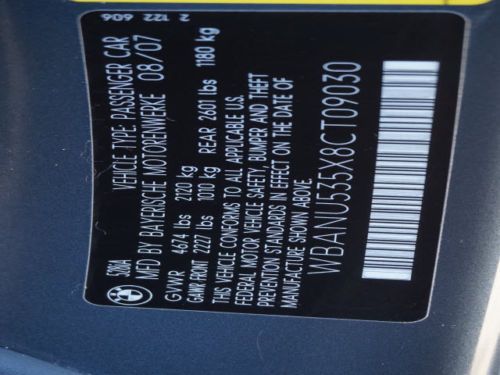 2 122 606
S180A VEHICLE TYPE: PASSENGER CAR
MFD BY BAYERISCHE MOTORENWERKE 08/07
GVWR 4674 lbs 2120 kg
GAWR FRONT 2227 lbs 1010 kg REAR 2601 lbs 1180 kg
THIS VEHICLE CONFORMS TO ALL APPLICABLE U.S.
FEDERAL MOTOR VEHICLE SAFETY, BUMPER AND THEFT
PREVENTION STANDARDS IN EFFECT ON THE DATE OF
MANUFACTURE SHOWN ABOVE.
WBANU535X8CT09030